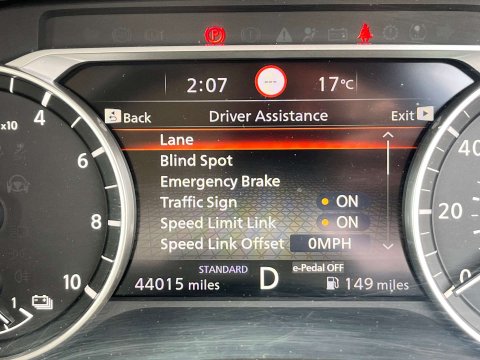 2:07 --- 17°C
Back Driver Assistance Exit
Lane
Blind Spot
Emergency Brake
Traffic Sign ON
Speed Limit Link ON
Speed Link Offset 0MPH
STANDARD D e-Pedal OFF
44015 miles 149 miles
x10
4
6
8
10
1
40
20
0